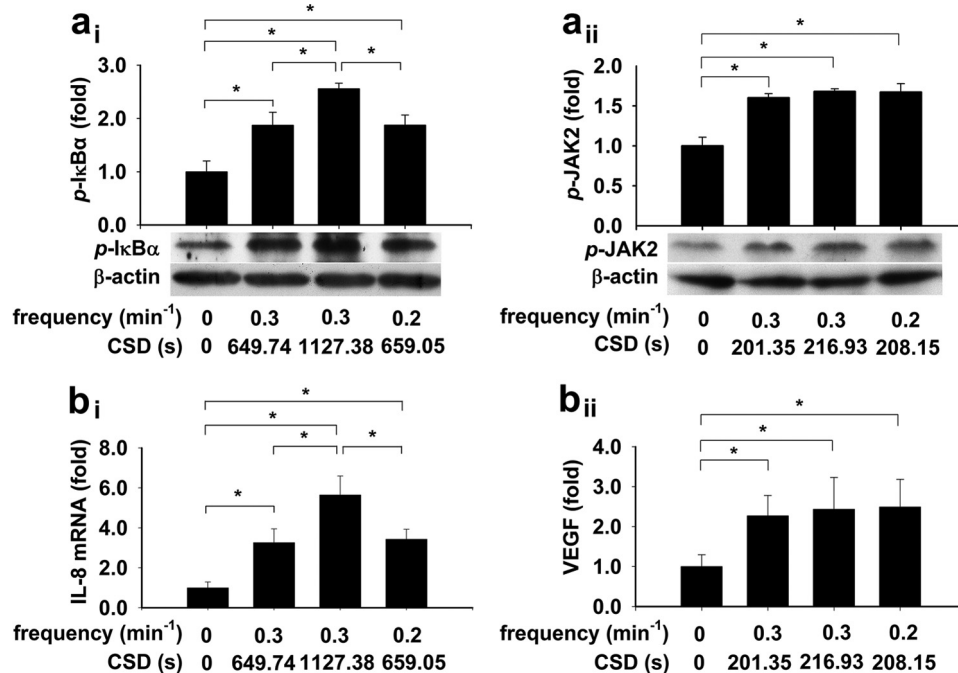 a i
* * * * *
p-IκBα (fold)
3.0
2.0
1.0
0.0
p-IκBα
β-actin
frequency (min⁻¹) 0 0.3 0.3 0.2
CSD (s) 0 649.74 1127.38 659.05
a ii
* * *
p-JAK2 (fold)
2.0
1.5
1.0
0.5
0.0
p-JAK2
β-actin
0 0.3 0.3 0.2
frequency (min⁻¹)
CSD (s) 0 201.35 216.93 208.15
b i
* * * * *
IL-8 mRNA (fold)
8.0
6.0
4.0
2.0
0.0
frequency (min⁻¹) 0 0.3 0.3 0.2
CSD (s) 0 649.74 1127.38 659.05
b ii
* * *
VEGF (fold)
4.0
3.0
2.0
1.0
0.0
frequency (min⁻¹) 0 0.3 0.3 0.2
CSD (s) 0 201.35 216.93 208.15